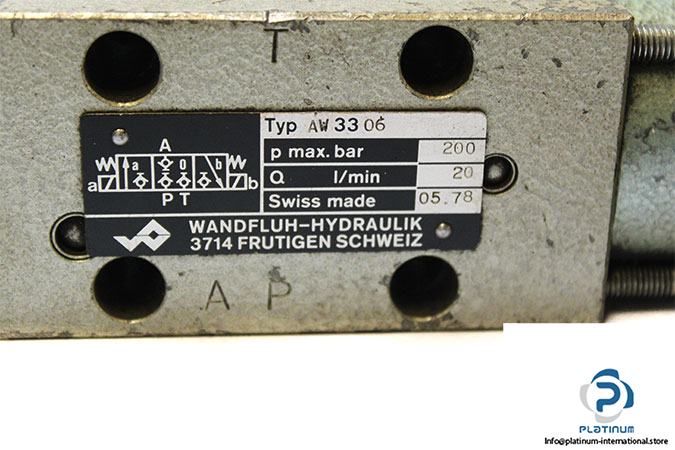 T
Typ AW 33 06
p max. bar 200
Q l/min 20
Swiss made 05.78
A
a 0 b
a b
P T
WANDFLUH-HYDRAULIK
3714 FRUTIGEN SCHWEIZ
A P
P
PLATINUM
Info@platinum-international.store